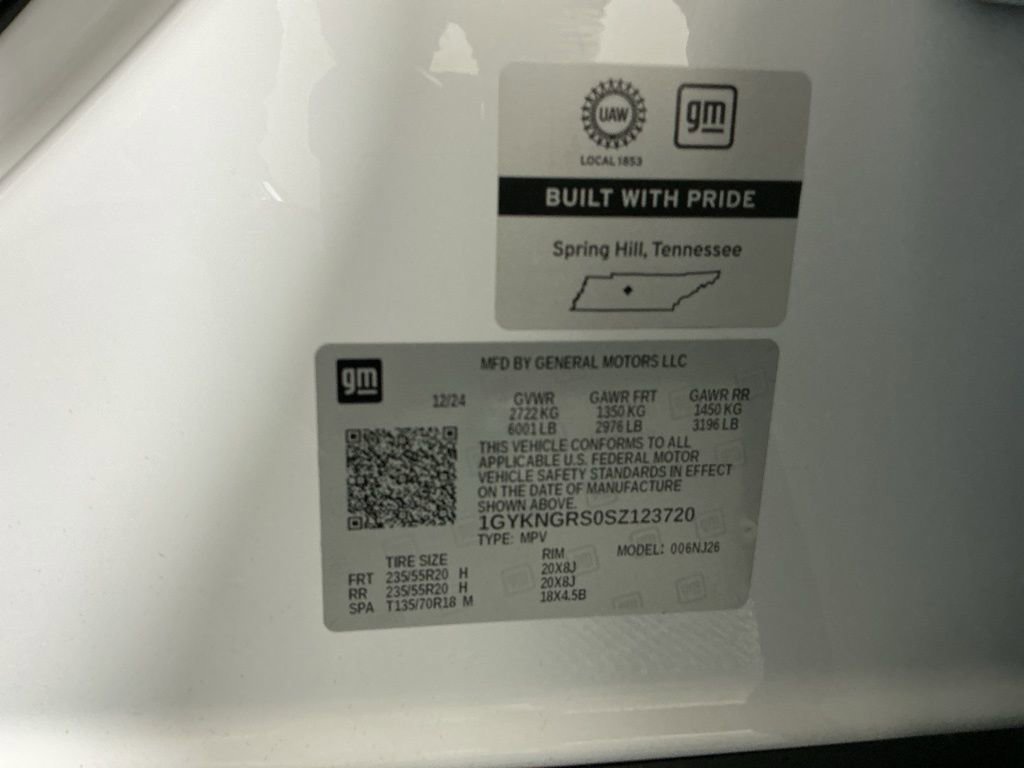 UAW
gm
LOCAL 1853
BUILT WITH PRIDE
Spring Hill, Tennessee
gm
MFD BY GENERAL MOTORS LLC
12/24 GVWR GAWR FRT GAWR RR
2722 KG 1350 KG 1450 KG
6001 LB 2976 LB 3196 LB
THIS VEHICLE CONFORMS TO ALL
APPLICABLE U.S. FEDERAL MOTOR
VEHICLE SAFETY STANDARDS IN EFFECT
ON THE DATE OF MANUFACTURE
SHOWN ABOVE.
1GYKNGRS0SZ123720
TYPE: MPV MODEL: 006NJ26
TIRE SIZE RIM
FRT 235/55R20 H 20X8J
RR 235/55R20 H 20X8J
SPA T135/70R18 M 18X4.5B